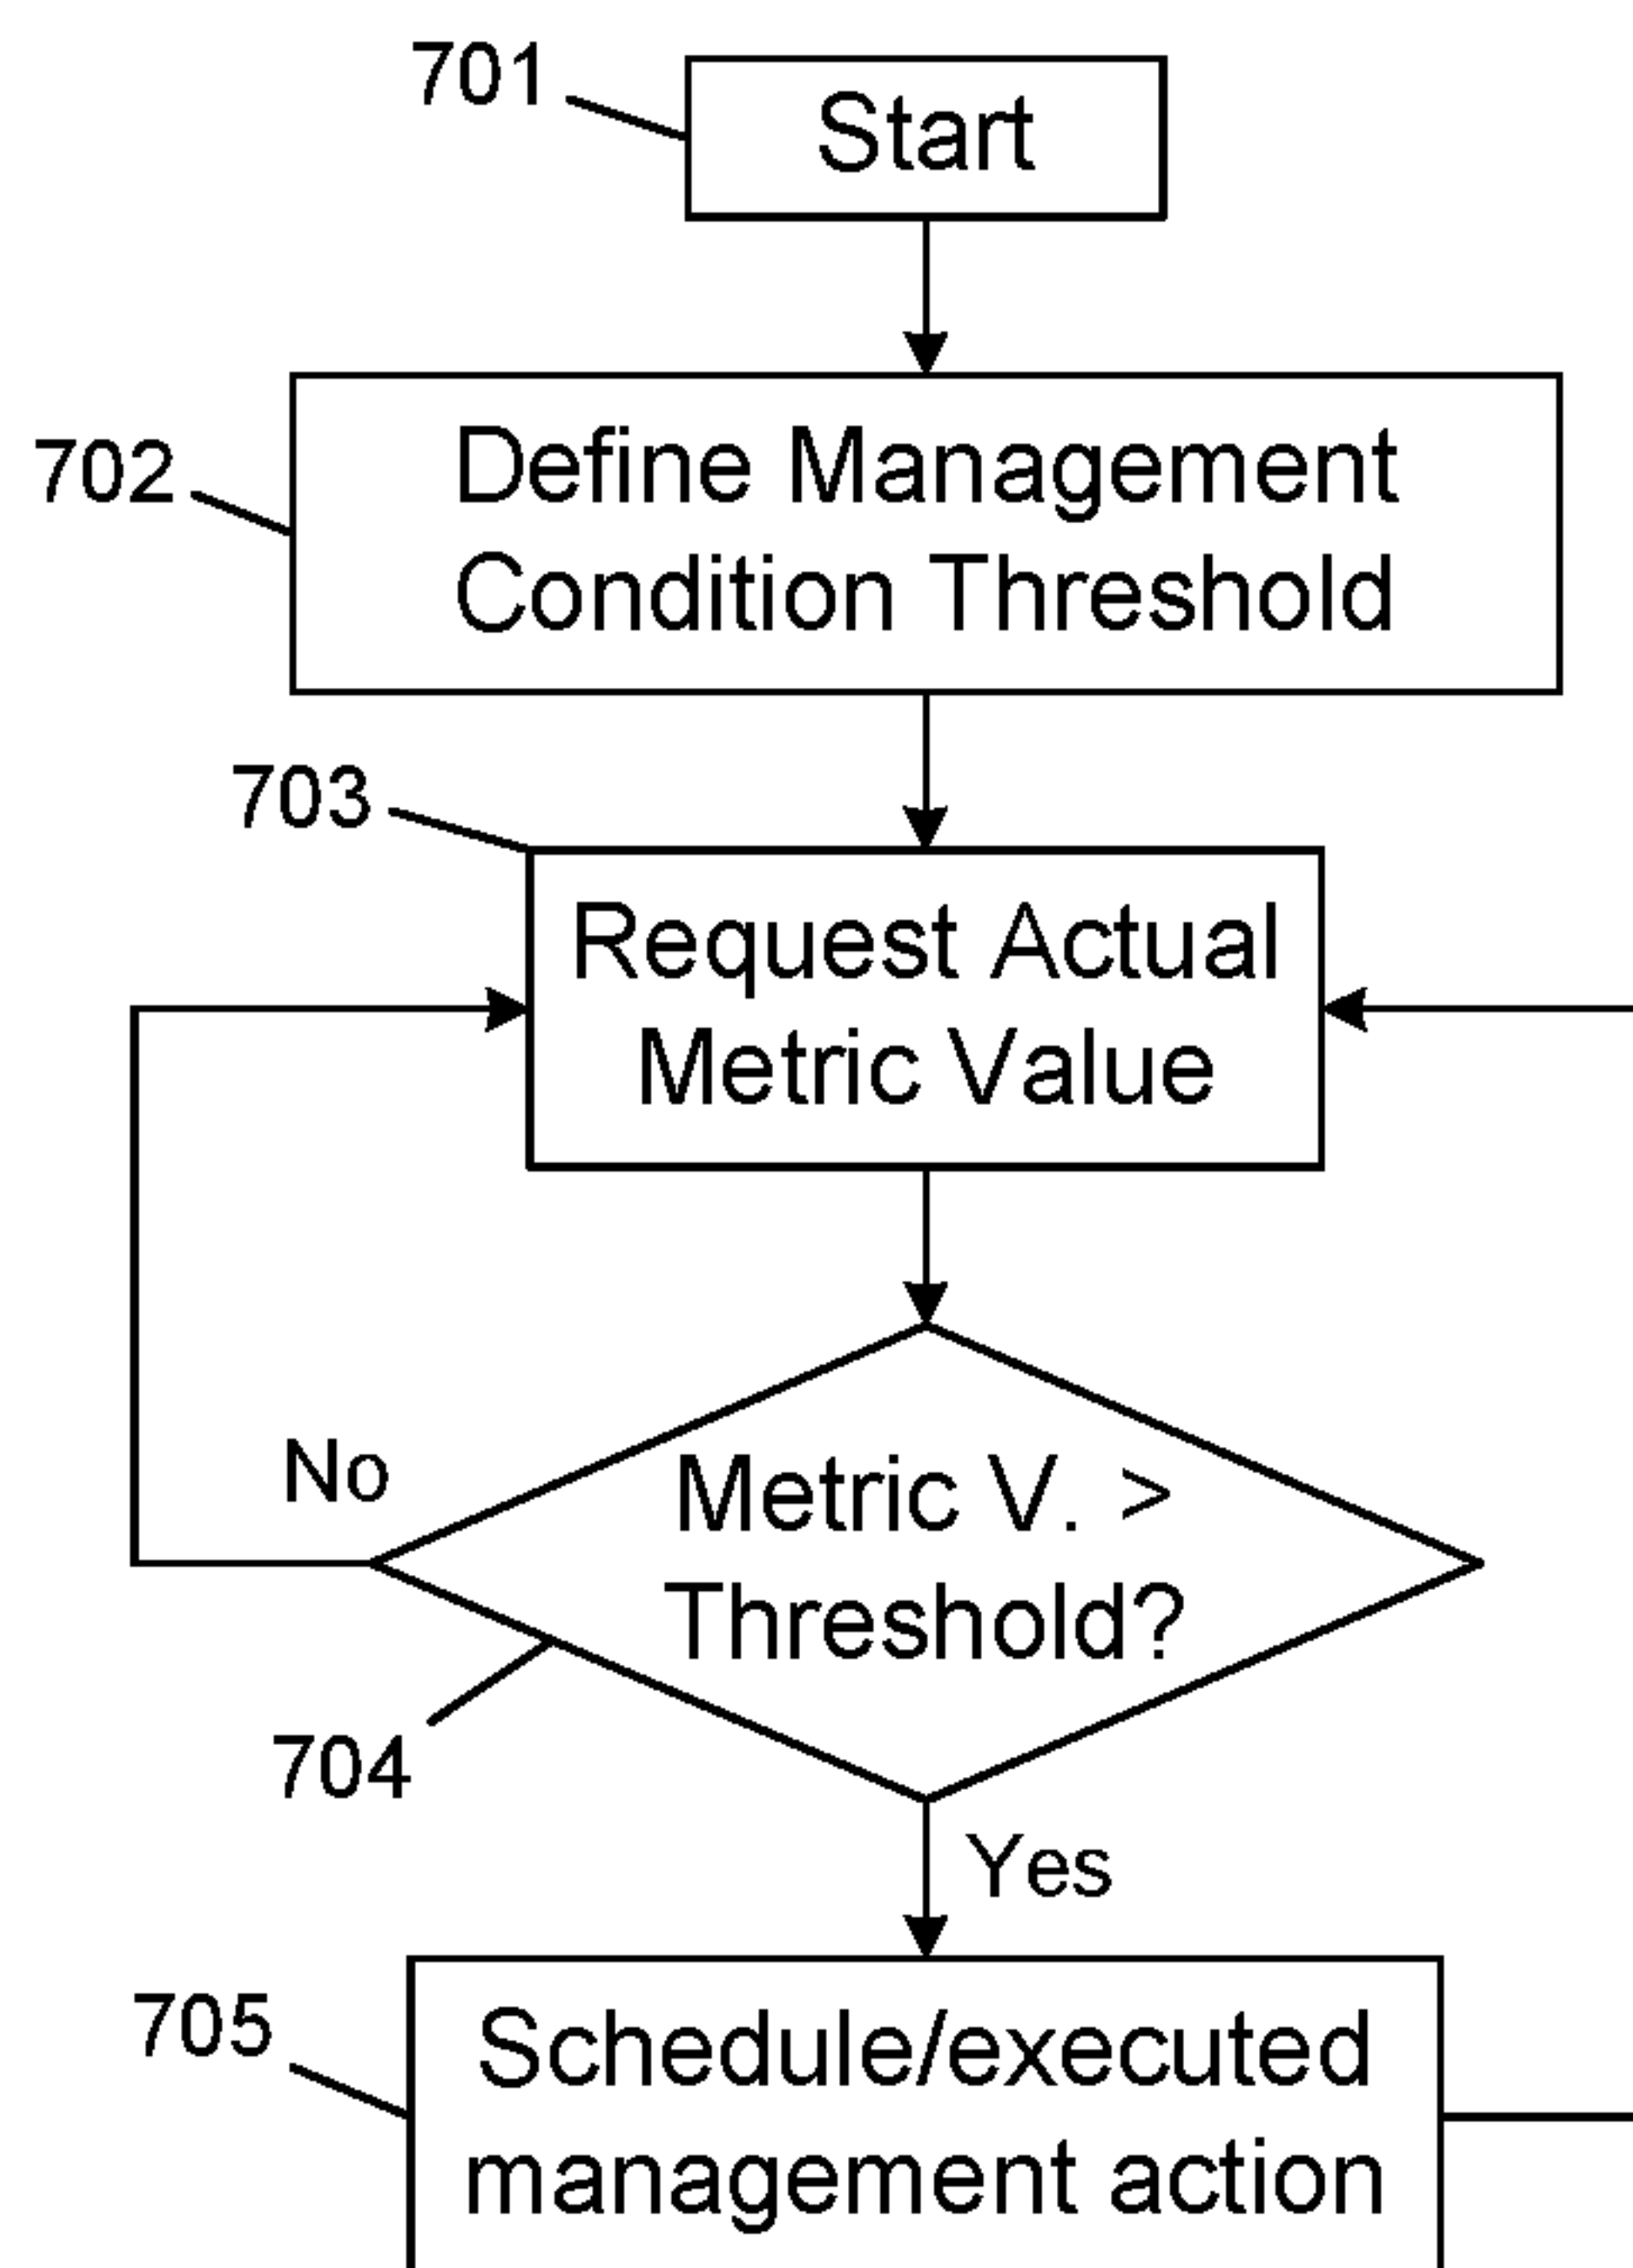 701
Start
702
Define Management
Condition Threshold
703
Request Actual
Metric Value
No
Metric V. >
Threshold?
704
Yes
705
Schedule/executed
management action